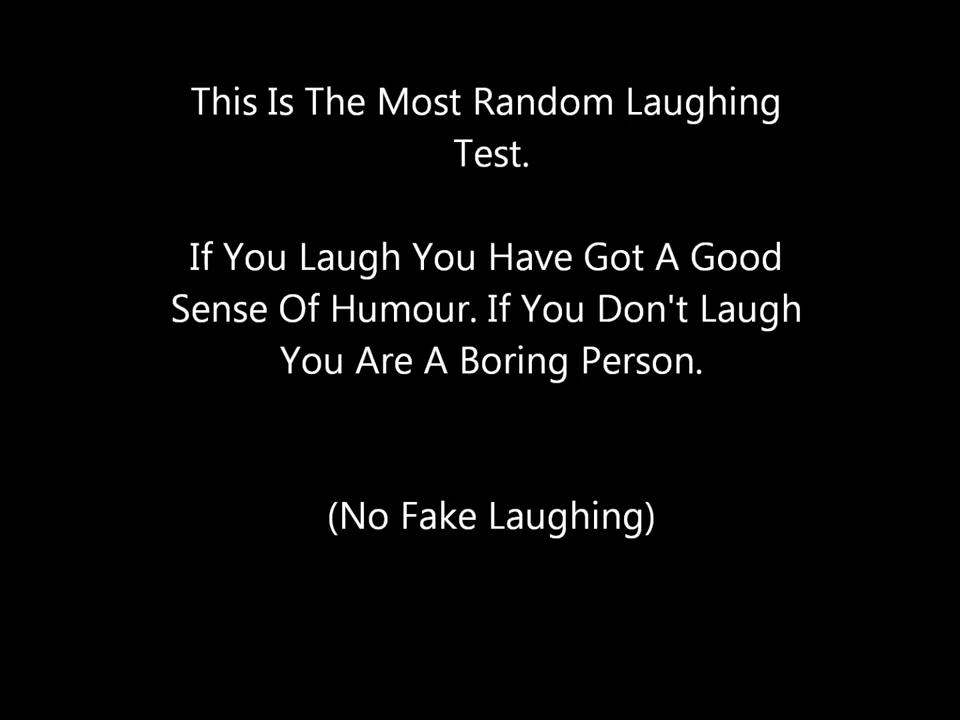 This Is The Most Random Laughing
Test.
If You Laugh You Have Got A Good
Sense Of Humour. If You Don't Laugh
You Are A Boring Person.
(No Fake Laughing)